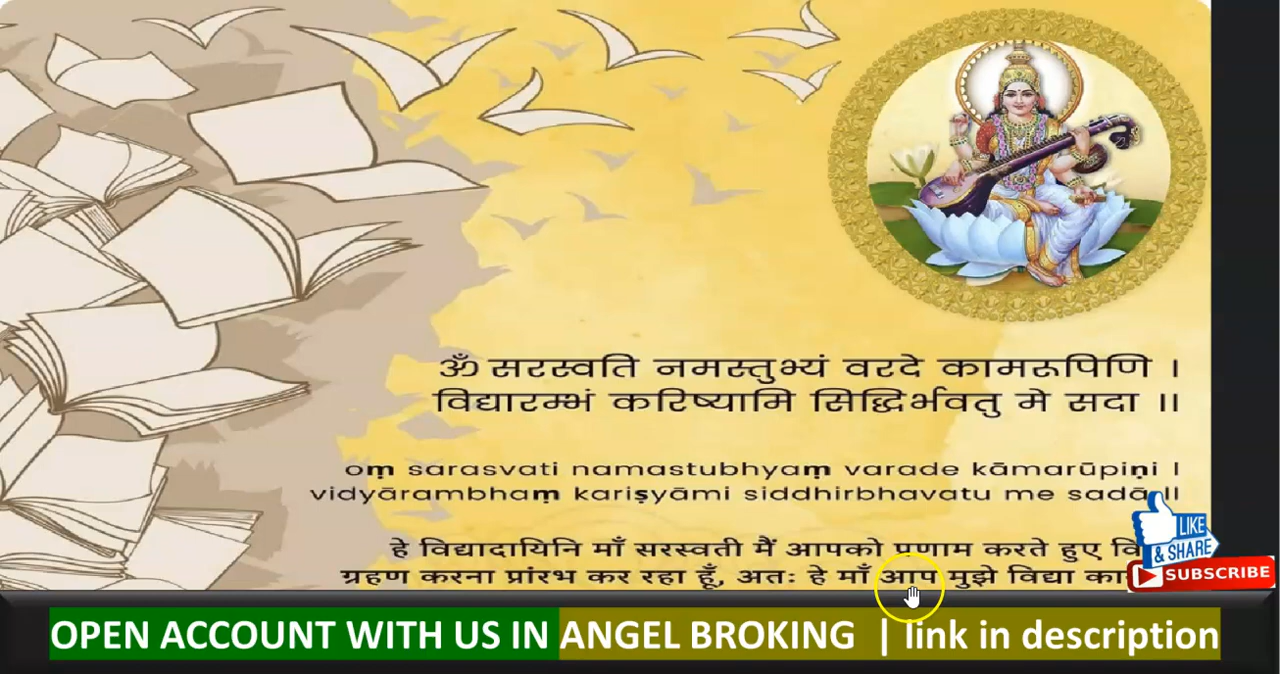 ॐ सरस्वति नमस्तुभ्यं वरदे कामरूपिणि ।
विद्यारम्भं करिष्यामि सिद्धिर्भवतु मे सदा ।।
oṃ sarasvati namastubhyaṃ varade kāmarūpiṇi ।
vidyārambhaṃ kariṣyāmi siddhirbhavatu me sadā ॥
हे विद्यादायिनि माँ सरस्वती मैं आपको प्रणाम करते हुए
ग्रहण करना प्रांरभ कर रहा हूँ, अतः हे माँ आप मुझे विद्या
LIKE
& SHARE
SUBSCRIBE
OPEN ACCOUNT WITH US IN ANGEL BROKING | link in description